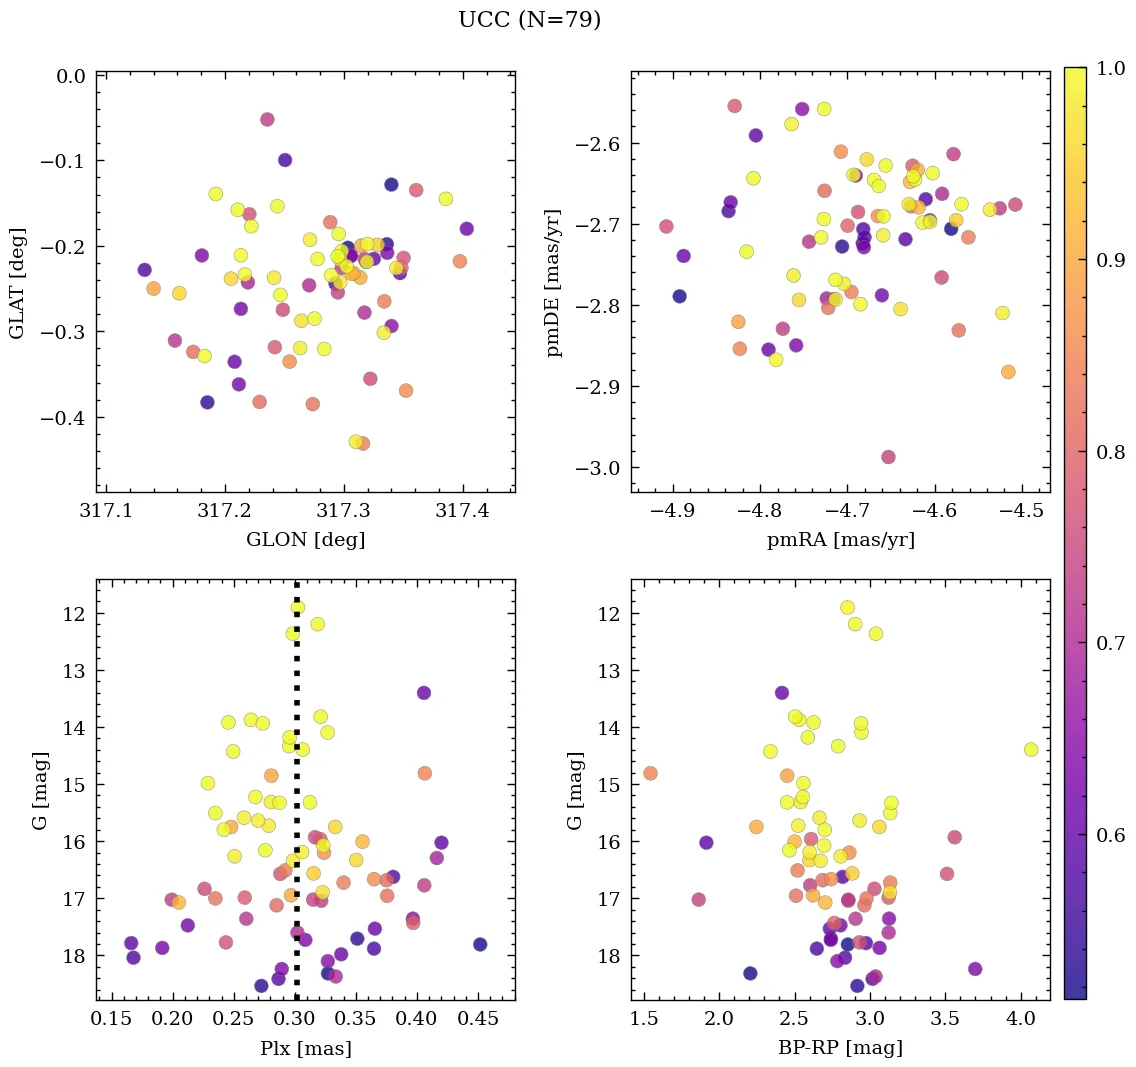 UCC (N=79)
0.0
−0.1
−0.2
−0.3
−0.4
GLAT [deg]
317.1 317.2 317.3 317.4
GLON [deg]
−2.6
−2.7
−2.8
−2.9
−3.0
pmDE [mas/yr]
−4.9 −4.8 −4.7 −4.6 −4.5
pmRA [mas/yr]
1.0
0.9
0.8
0.7
0.6
12
13
14
15
16
17
18
G [mag]
0.15 0.20 0.25 0.30 0.35 0.40 0.45
Plx [mas]
12
13
14
15
16
17
18
G [mag]
1.5 2.0 2.5 3.0 3.5 4.0
BP-RP [mag]